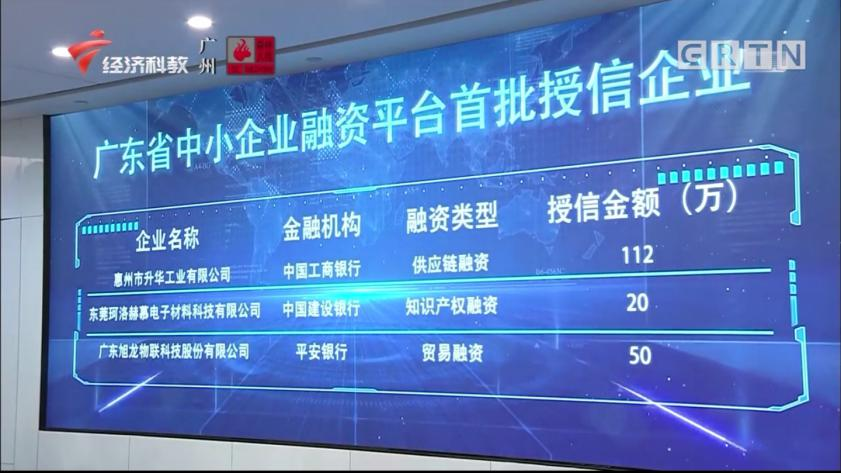 经济科教
广州
GRTN
广东省中小企业融资平台首批授信企业
企业名称 金融机构 融资类型 授信金额（万）
惠州市升华工业有限公司 中国工商银行 供应链融资 112
东莞珂洛赫慕电子材料科技有限公司 中国建设银行 知识产权融资 20
广东旭龙物联科技股份有限公司 平安银行 贸易融资 50